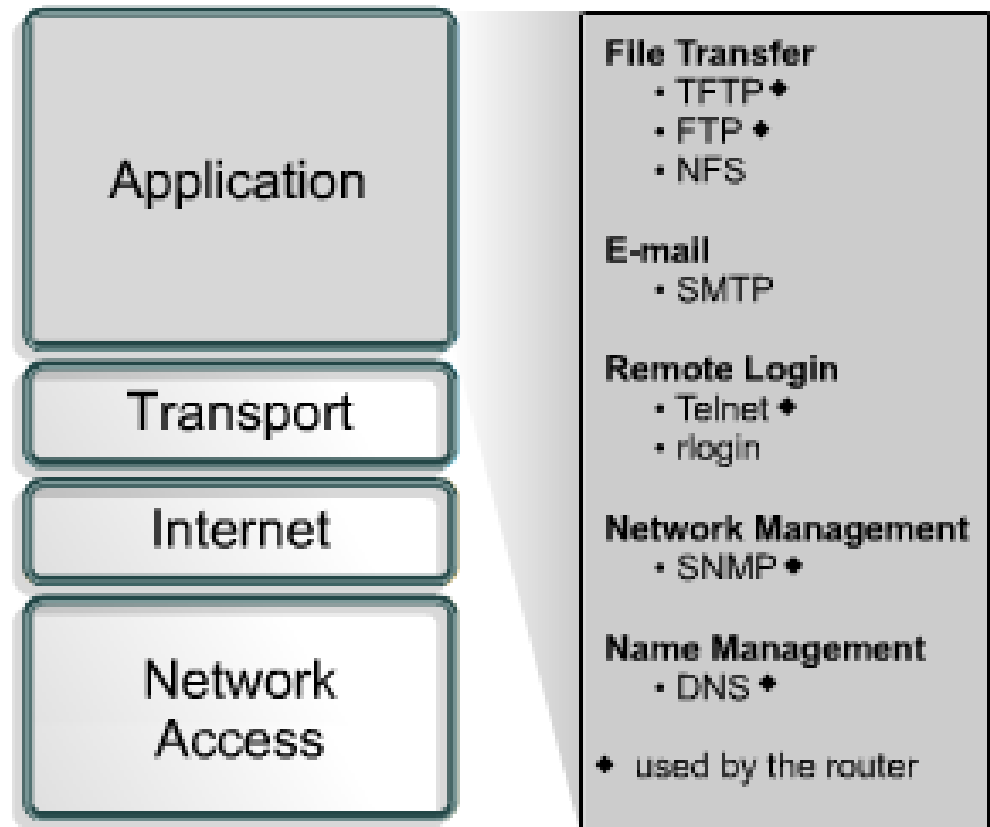 Application
Transport
Internet
Network
Access
File Transfer
• TFTP ◆
• FTP ◆
• NFS
E-mail
• SMTP
Remote Login
• Telnet ◆
• rlogin
Network Management
• SNMP ◆
Name Management
• DNS ◆
◆ used by the router